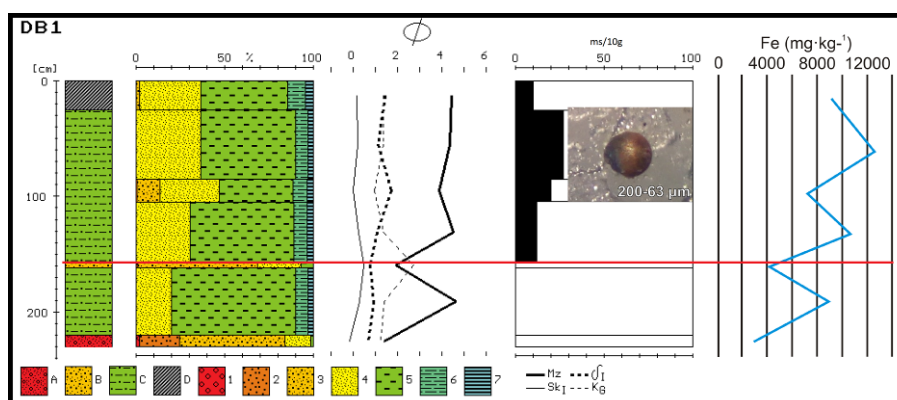 DB1
[cm]
0 50 % 100
0 2 4 6
ms/10g
0 50 100
Fe (mg·kg-¹)
0 4000 8000 12000
0
100
200
200-63 µm
A B C D 1 2 3 4 5 6 7
Mz
SkI KG